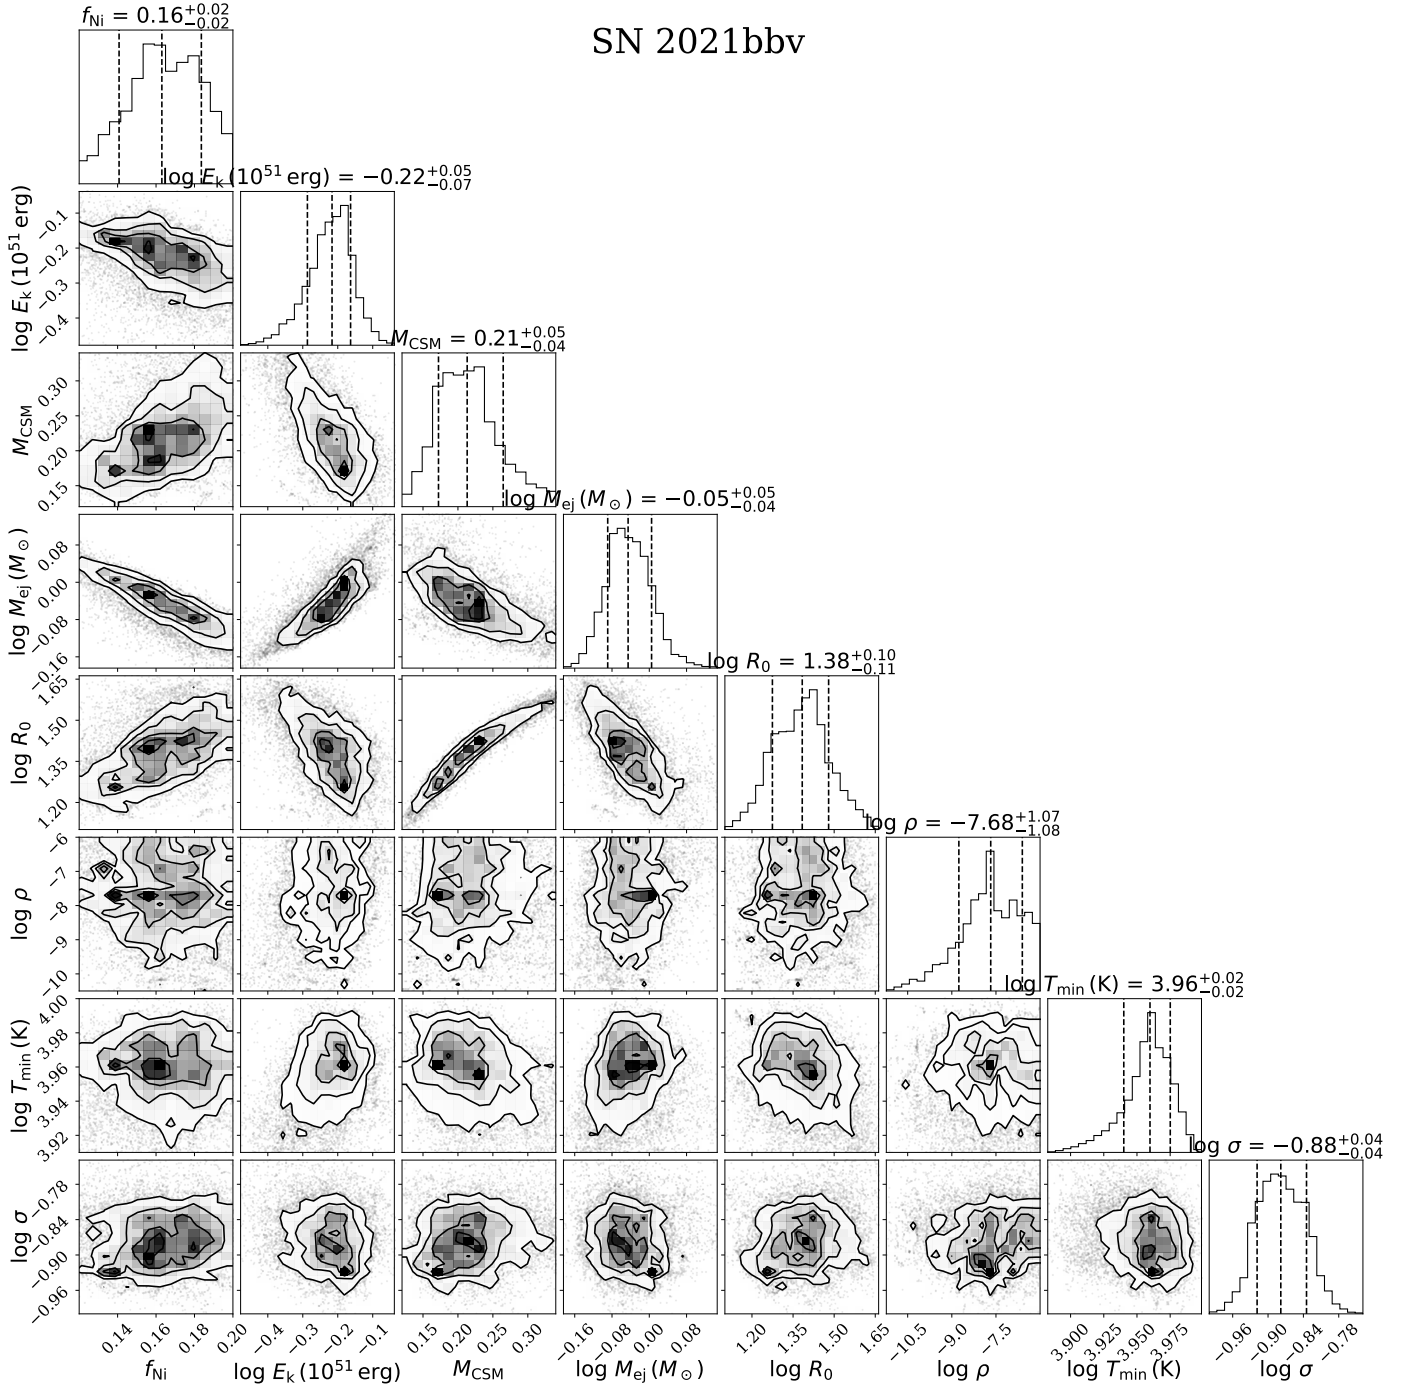 SN 2021bbv
f_Ni = 0.16^{+0.02}_{−0.02}
log E_k (10^{51} erg) = −0.22^{+0.05}_{−0.07}
log E_k (10^{51} erg)
−0.1
−0.2
−0.3
−0.4
M_CSM = 0.21^{+0.05}_{−0.04}
M_CSM
0.30
0.25
0.20
0.15
log M_ej (M_⊙) = −0.05^{+0.05}_{−0.04}
log M_ej (M_⊙)
0.08
0.00
−0.08
−0.16
log R_0 = 1.38^{+0.10}_{−0.11}
log R_0
1.65
1.50
1.35
1.20
log ρ = −7.68^{+1.07}_{−1.08}
log ρ
−6
−7
−8
−9
−10
log T_min (K) = 3.96^{+0.02}_{−0.02}
log T_min (K)
4.00
3.98
3.96
3.94
3.92
log σ = −0.88^{+0.04}_{−0.04}
log σ
−0.78
−0.84
−0.90
−0.96
0.14 0.16 0.18 0.20 −0.4 −0.3 −0.2 −0.1 0.15 0.20 0.25 0.30 −0.16 −0.08 0.00 0.08 1.20 1.35 1.50 1.65 −10.5 −9.0 −7.5 3.900 3.925 3.950 3.975 −0.96 −0.90 −0.84 −0.78
f_Ni log E_k (10^{51} erg) M_CSM log M_ej (M_⊙) log R_0 log ρ log T_min (K) log σ